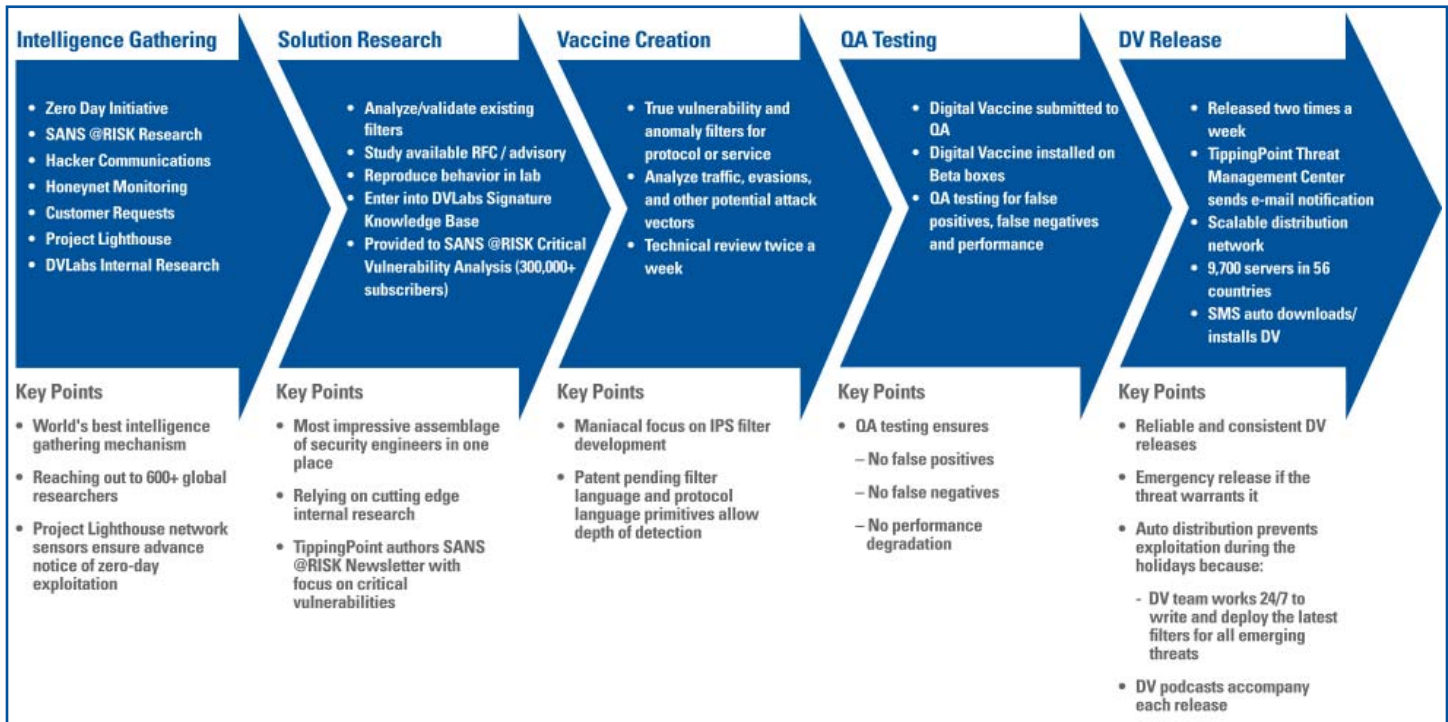 Intelligence Gathering
• Zero Day Initiative
• SANS @RISK Research
• Hacker Communications
• Honeynet Monitoring
• Customer Requests
• Project Lighthouse
• DVLabs Internal Research
Key Points
• World's best intelligence
gathering mechanism
• Reaching out to 600+ global
researchers
• Project Lighthouse network
sensors ensure advance
notice of zero-day
exploitation
Solution Research
• Analyze/validate existing
filters
• Study available RFC / advisory
• Reproduce behavior in lab
• Enter into DVLabs Signature
Knowledge Base
• Provided to SANS @RISK Critical
Vulnerability Analysis (300,000+
subscribers)
Key Points
• Most impressive assemblage
of security engineers in one
place
• Relying on cutting edge
internal research
• TippingPoint authors SANS
@RISK Newsletter with
focus on critical
vulnerabilities
Vaccine Creation
• True vulnerability and
anomaly filters for
protocol or service
• Analyze traffic, evasions,
and other potential attack
vectors
• Technical review twice a
week
Key Points
• Maniacal focus on IPS filter
development
• Patent pending filter
language and protocol
language primitives allow
depth of detection
QA Testing
• Digital Vaccine submitted to
QA
• Digital Vaccine installed on
Beta boxes
• QA testing for false
positives, false negatives
and performance
Key Points
• QA testing ensures
– No false positives
– No false negatives
– No performance
degradation
DV Release
• Released two times a
week
• TippingPoint Threat
Management Center
sends e-mail notification
• Scalable distribution
network
• 9,700 servers in 56
countries
• SMS auto downloads/
installs DV
Key Points
• Reliable and consistent DV
releases
• Emergency release if the
threat warrants it
• Auto distribution prevents
exploitation during the
holidays because:
- DV team works 24/7 to
write and deploy the latest
filters for all emerging
threats
• DV podcasts accompany
each release